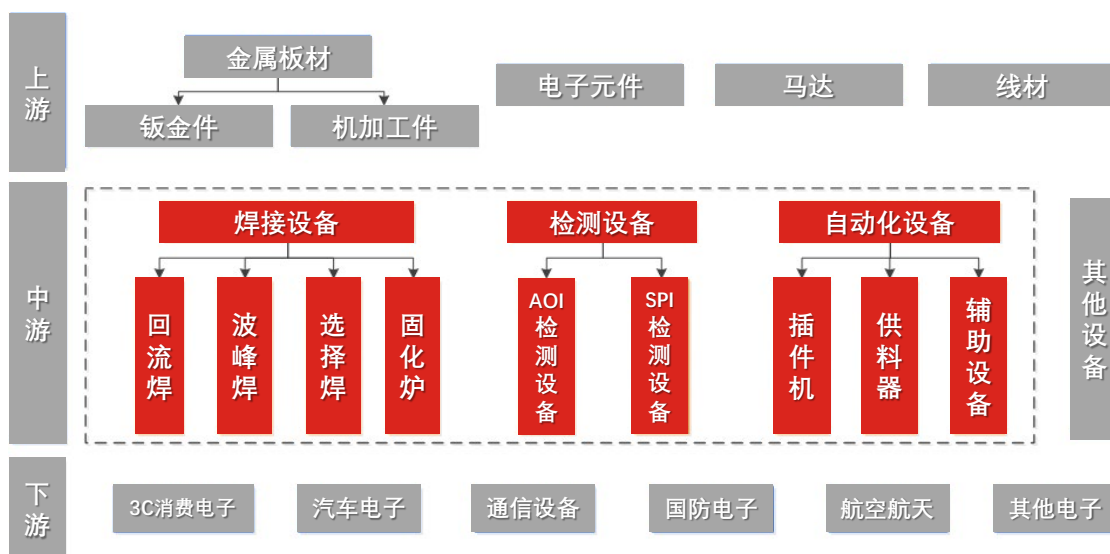 上游
金属板材
钣金件
机加工件
电子元件
马达
线材
中游
焊接设备
回流焊
波峰焊
选择焊
固化炉
检测设备
AOI检测设备
SPI检测设备
自动化设备
插件机
供料器
辅助设备
其他设备
下游
3C消费电子
汽车电子
通信设备
国防电子
航空航天
其他电子